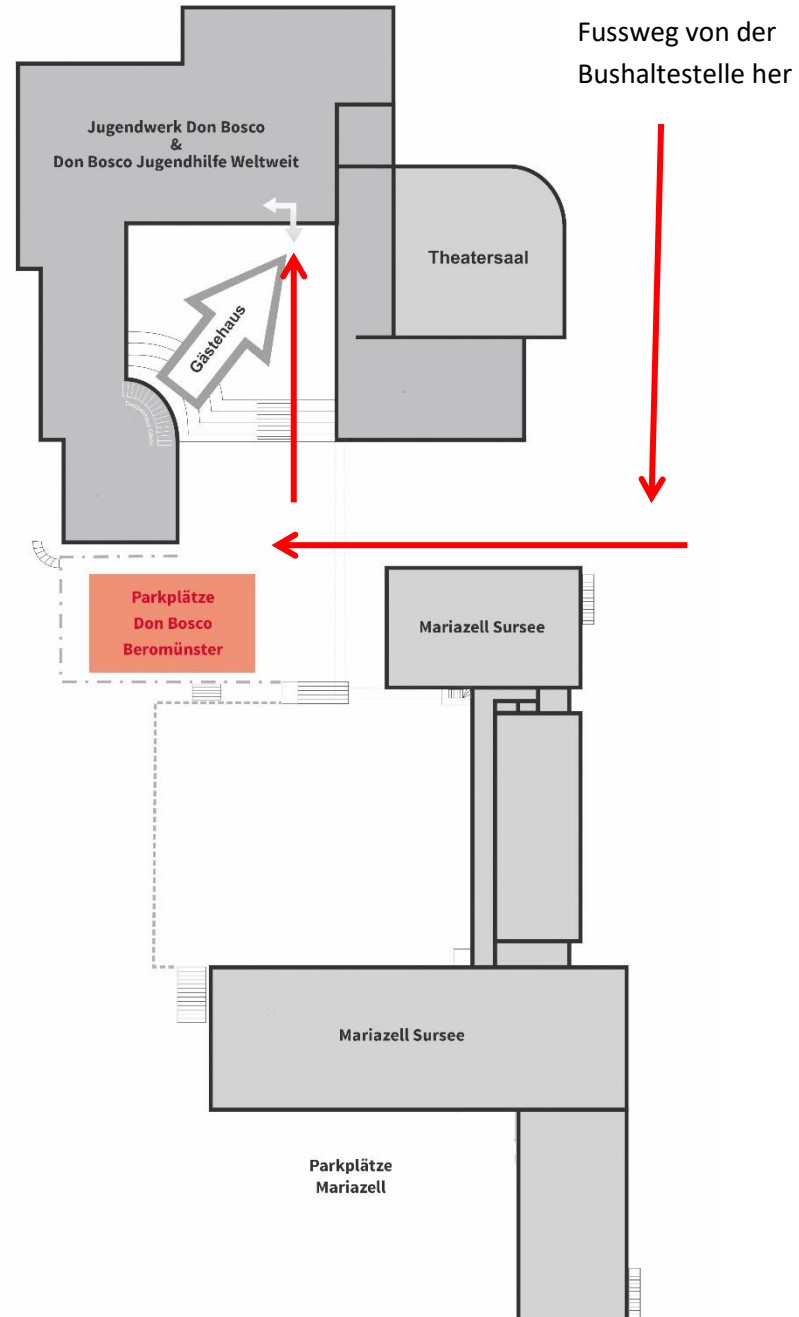 Fussweg von der
Bushaltestelle her
Jugendwerk Don Bosco
&
Don Bosco Jugendhilfe Weltweit
Theatersaal
Gästehaus
Parkplätze
Don Bosco
Beromünster
Mariazell Sursee
Mariazell Sursee
Parkplätze
Mariazell